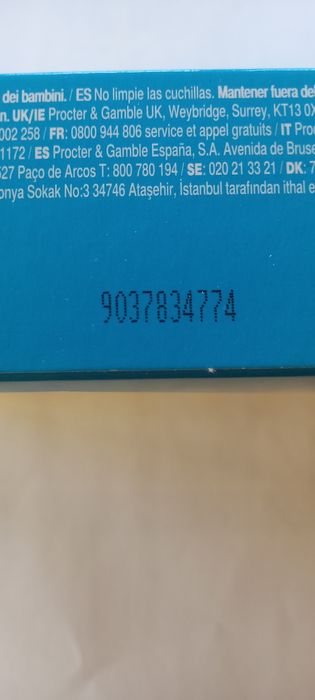 dei bambini. / ES No limpie las cuchillas. Mantener fuera del
n. UK/IE Procter & Gamble UK, Weybridge, Surrey, KT13 0X
002 258 / FR: 0800 944 806 service et appel gratuits / IT Proc
1172 / ES Procter & Gamble España, S.A. Avenida de Bruse
527 Paço de Arcos T: 800 780 194 / SE: 020 21 33 21 / DK: 7
onya Sokak No:3 34746 Ataşehir, İstanbul tarafından ithal e
9037834774